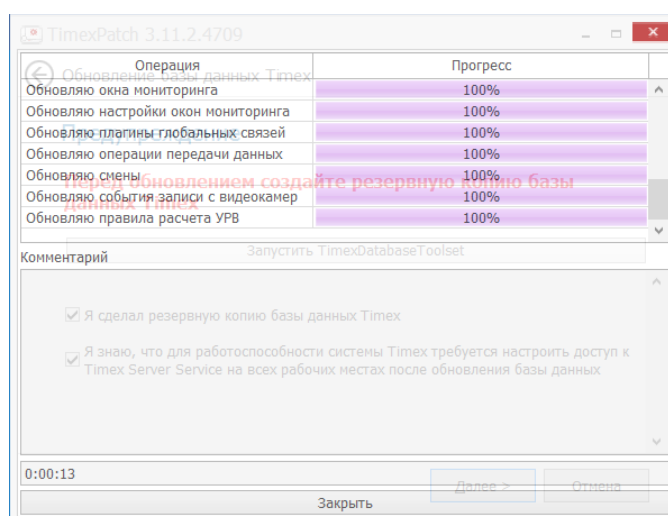 TimexPatch 3.11.2.4709
Операция Прогресс
Обновление базы данных Timex
Обновляю окна мониторинга 100%
Обновляю настройки окон мониторинга 100%
Обновляю плагины глобальных связей 100%
Предупреждение
Обновляю операции передачи данных 100%
Обновляю смены 100%
Перед обновлением создайте резервную копию базы
данных Timex
Обновляю события записи с видеокамер 100%
Обновляю правила расчета УРВ 100%
Запустить TimexDatabaseToolset
Комментарий
Я сделал резервную копию базы данных Timex
Я знаю, что для работоспособности системы Timex требуется настроить доступ к
Timex Server Service на всех рабочих местах после обновления базы данных
0:00:13
Далее > Отмена
Закрыть